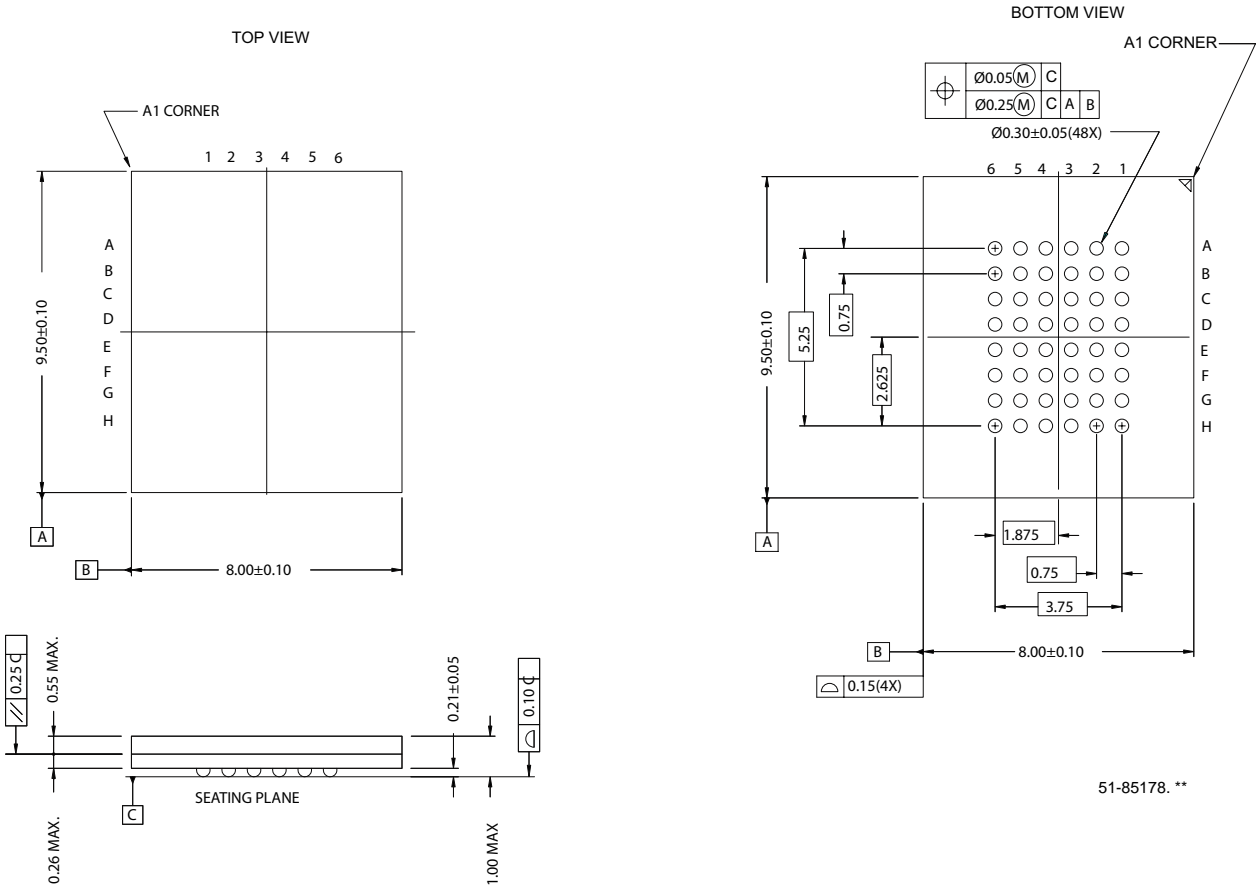 TOP VIEW
A1 CORNER
1 2 3 4 5 6
A
B
C
D
E
F
G
H
9.50±0.10
A
B
8.00±0.10
0.25 C
0.55 MAX.
0.21±0.05
0.10 C
SEATING PLANE
C
0.26 MAX.
1.00 MAX
BOTTOM VIEW
A1 CORNER
Ø0.05 M C
Ø0.25 M C A B
Ø0.30±0.05(48X)
6 5 4 3 2 1
A
B
C
D
E
F
G
H
9.50±0.10
5.25
0.75
2.625
A
1.875
0.75
3.75
B
8.00±0.10
0.15(4X)
51-85178. **